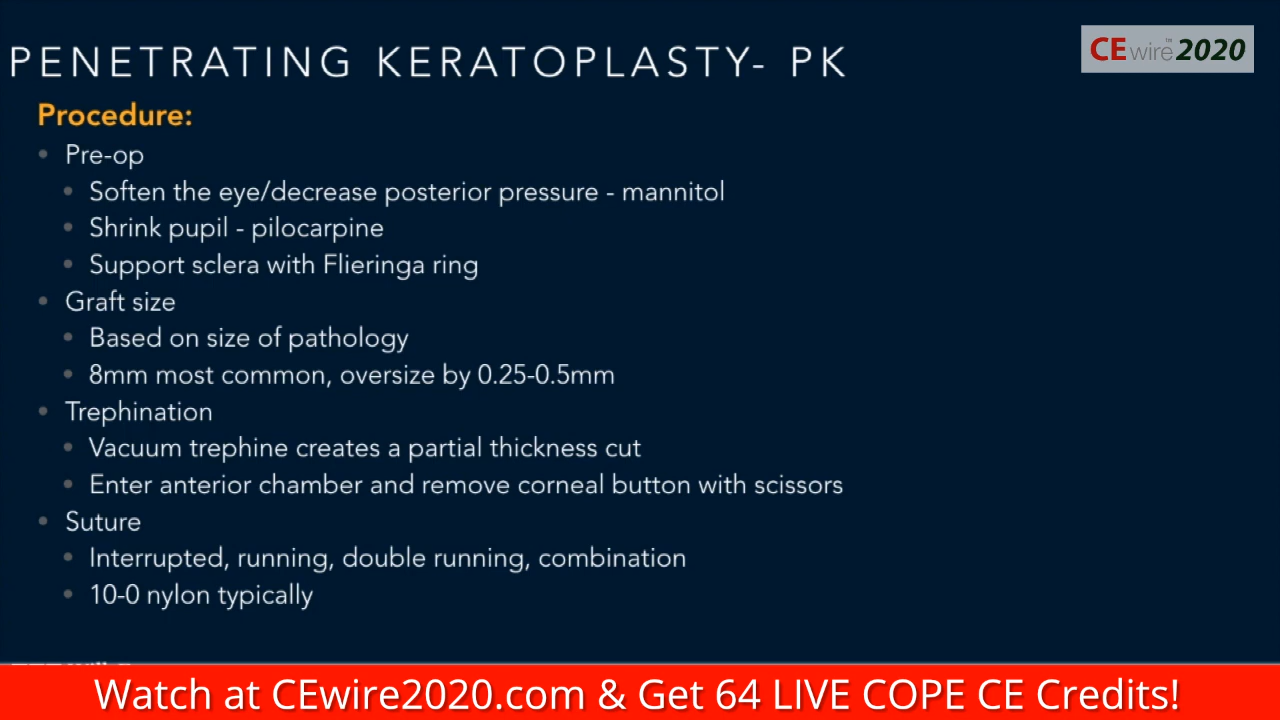 PENETRATING KERATOPLASTY- PK
CEwire™2020
Procedure:
• Pre-op
• Soften the eye/decrease posterior pressure - mannitol
• Shrink pupil - pilocarpine
• Support sclera with Flieringa ring
• Graft size
• Based on size of pathology
• 8mm most common, oversize by 0.25-0.5mm
• Trephination
• Vacuum trephine creates a partial thickness cut
• Enter anterior chamber and remove corneal button with scissors
• Suture
• Interrupted, running, double running, combination
• 10-0 nylon typically
Watch at CEwire2020.com & Get 64 LIVE COPE CE Credits!